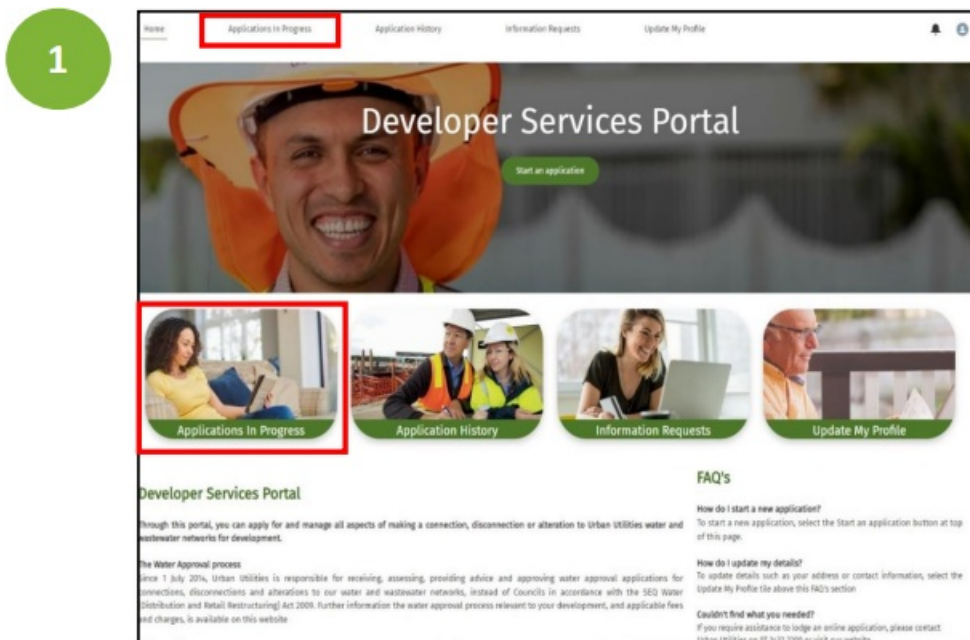 1
Home Applications In Progress Application History Information Requests Update My Profile
Developer Services Portal
Start an application
Applications In Progress Application History Information Requests Update My Profile
Developer Services Portal
Through this portal, you can apply for and manage all aspects of making a connection, disconnection or alteration to Urban Utilities water and
wastewater networks for development.
The Water Approval process
Since 1 July 2014, Urban Utilities is responsible for receiving, assessing, providing advice and approving water approval applications for
connections, disconnections and alterations to our water and wastewater networks, instead of Councils in accordance with the SEQ Water
(Distribution and Retail Restructuring) Act 2009. Further information the water approval process relevant to your development, and applicable fees
and charges, is available on this website
FAQ's
How do I start a new application?
To start a new application, select the Start an application button at top
of this page.
How do I update my details?
To update details such as your address or contact information, select the
Update My Profile tile above this FAQ's section
Couldn't find what you needed?
If you require assistance to lodge an online application, please contact
Urban Utilities on or visit our website